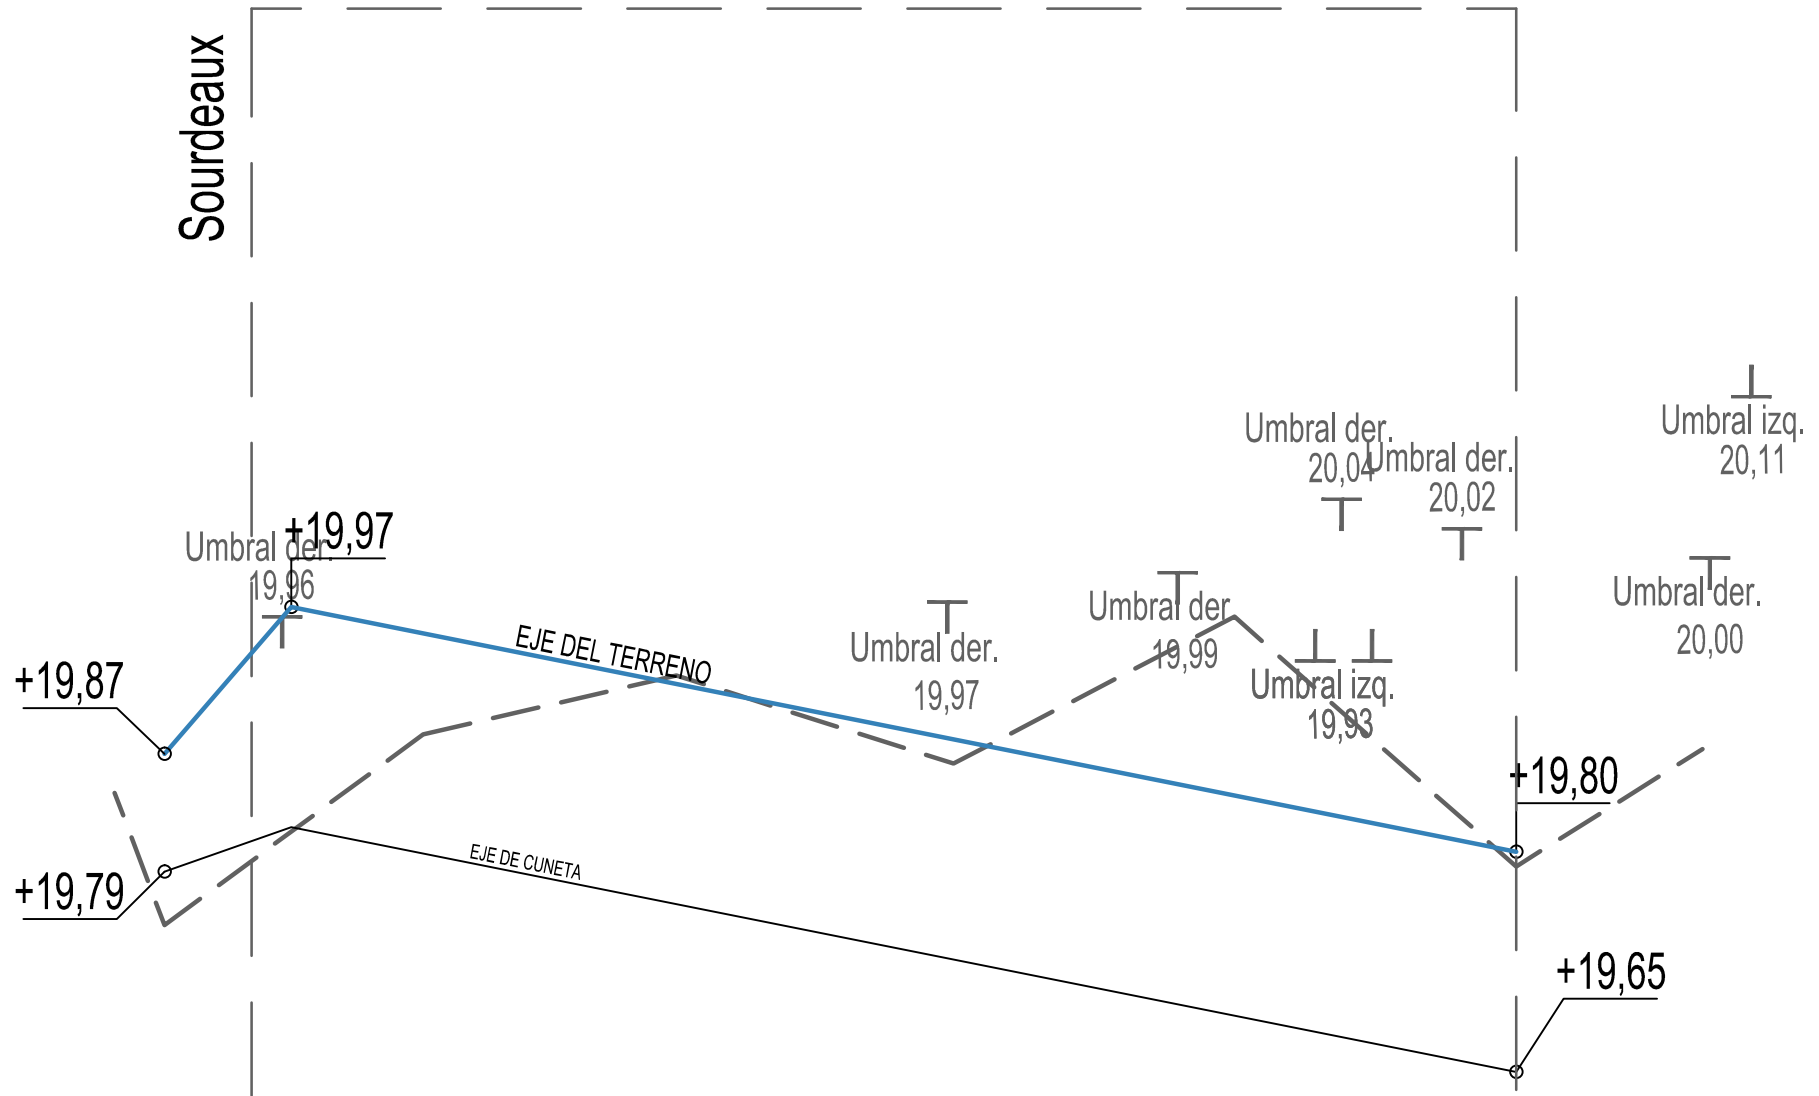 Sourdeaux
Umbral izq.
20,11
Umbral der.
20,04
Umbral der.
20,02
+19,97
Umbral der.
19,96
Umbral der.
19,99
Umbral der.
20,00
EJE DEL TERRENO
Umbral der.
19,97
Umbral izq.
19,93
+19,87
+19,80
EJE DE CUNETA
+19,79
+19,65